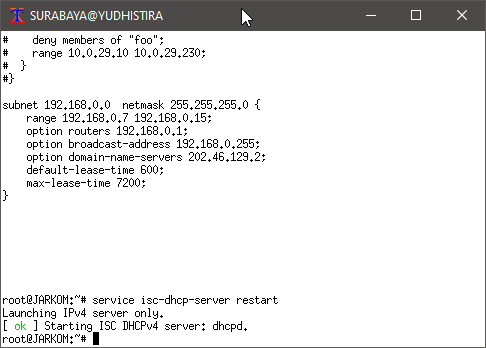 SURABAYA@YUDHISTIRA
#    deny members of "foo";
#    range 10.0.29.10 10.0.29.230;
#  }
#}
subnet 192.168.0.0  netmask 255.255.255.0 {
    range 192.168.0.7 192.168.0.15;
    option routers 192.168.0.1;
    option broadcast-address 192.168.0.255;
    option domain-name-servers 202.46.129.2;
    default-lease-time 600;
    max-lease-time 7200;
}
root@JARKOM:~# service isc-dhcp-server restart
Launching IPv4 server only.
[ ok ] Starting ISC DHCPv4 server: dhcpd.
root@JARKOM:~#